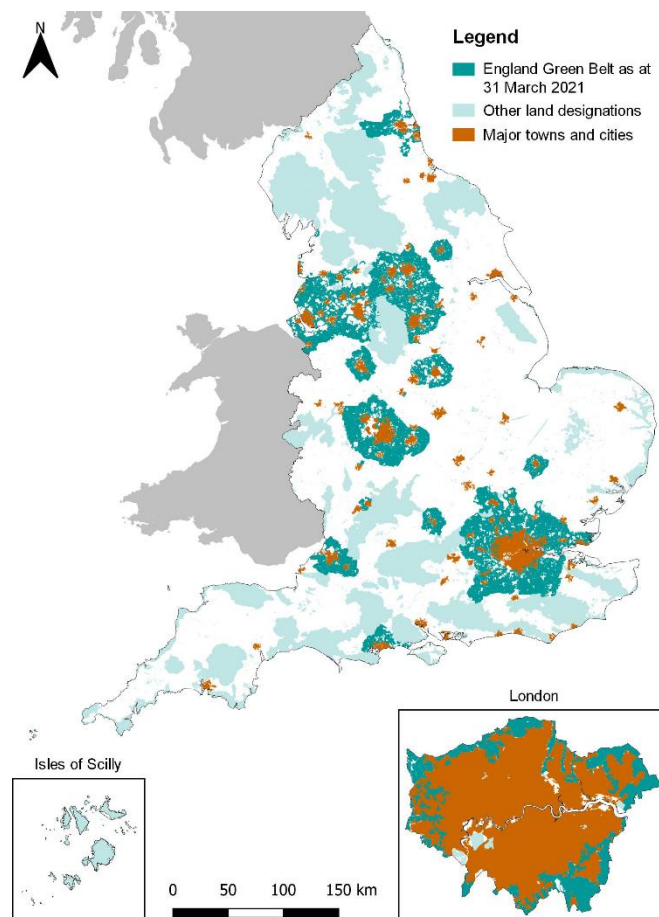 N
Legend
England Green Belt as at
31 March 2021
Other land designations
Major towns and cities
London
Isles of Scilly
0 50 100 150 km